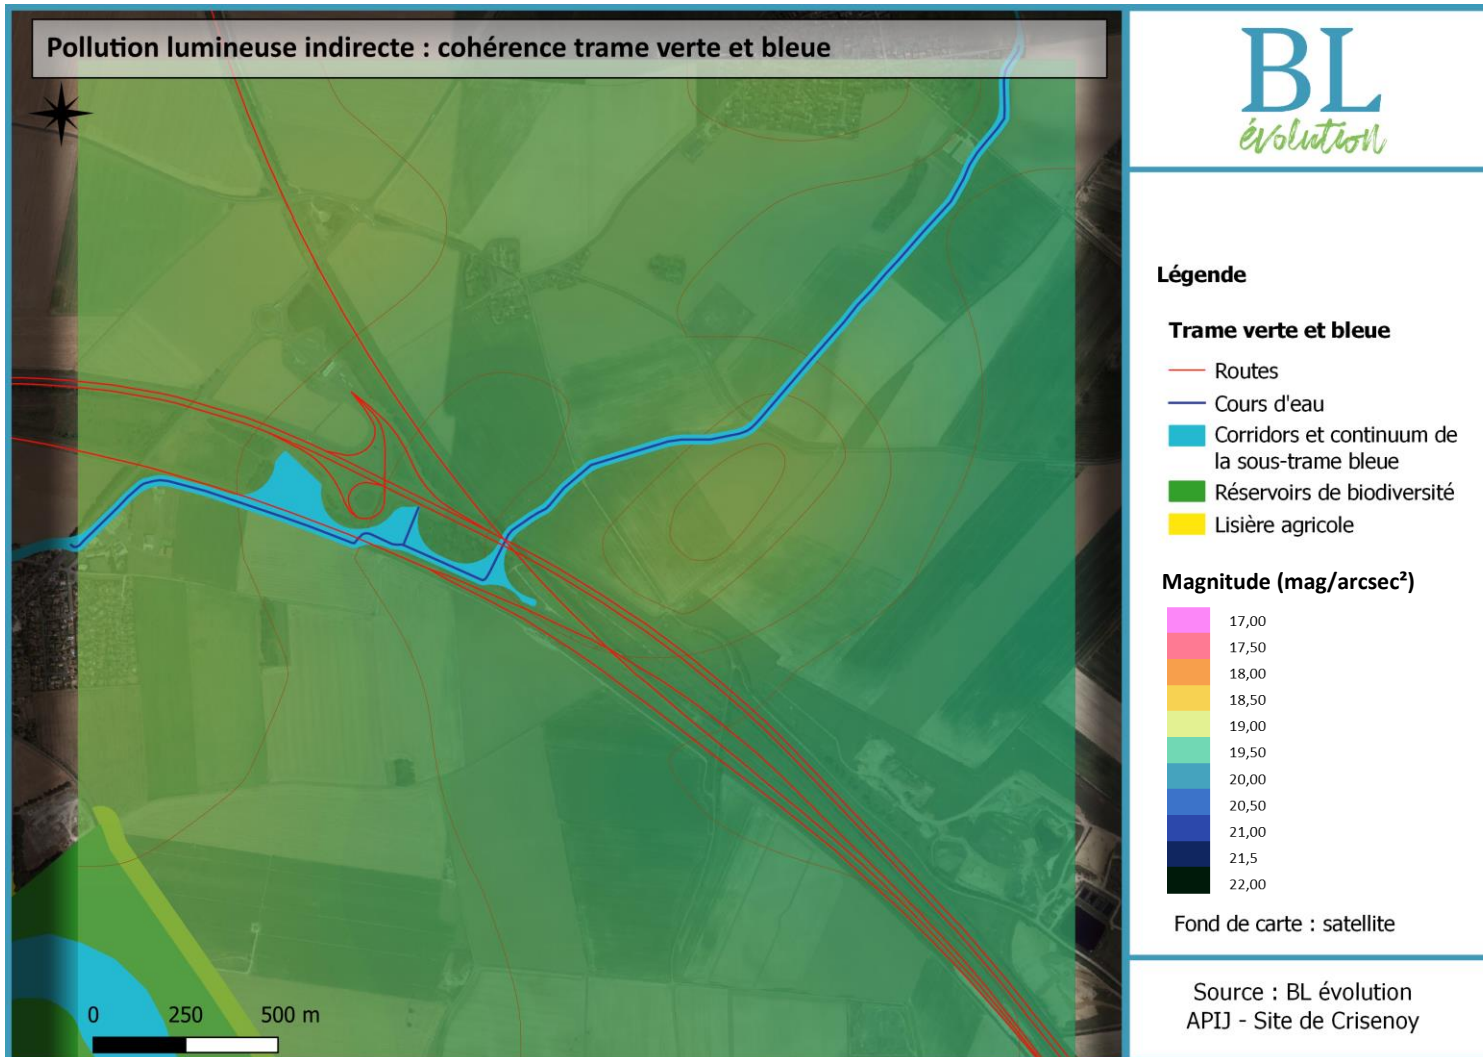 Pollution lumineuse indirecte : cohérence trame verte et bleue
BL
évolution
Légende
Trame verte et bleue
Routes
Cours d'eau
Corridors et continuum de
la sous-trame bleue
Réservoirs de biodiversité
Lisière agricole
Magnitude (mag/arcsec²)
17,00
17,50
18,00
18,50
19,00
19,50
20,00
20,50
21,00
21,5
22,00
Fond de carte : satellite
0 250 500 m
Source : BL évolution
APIJ - Site de Crisenoy